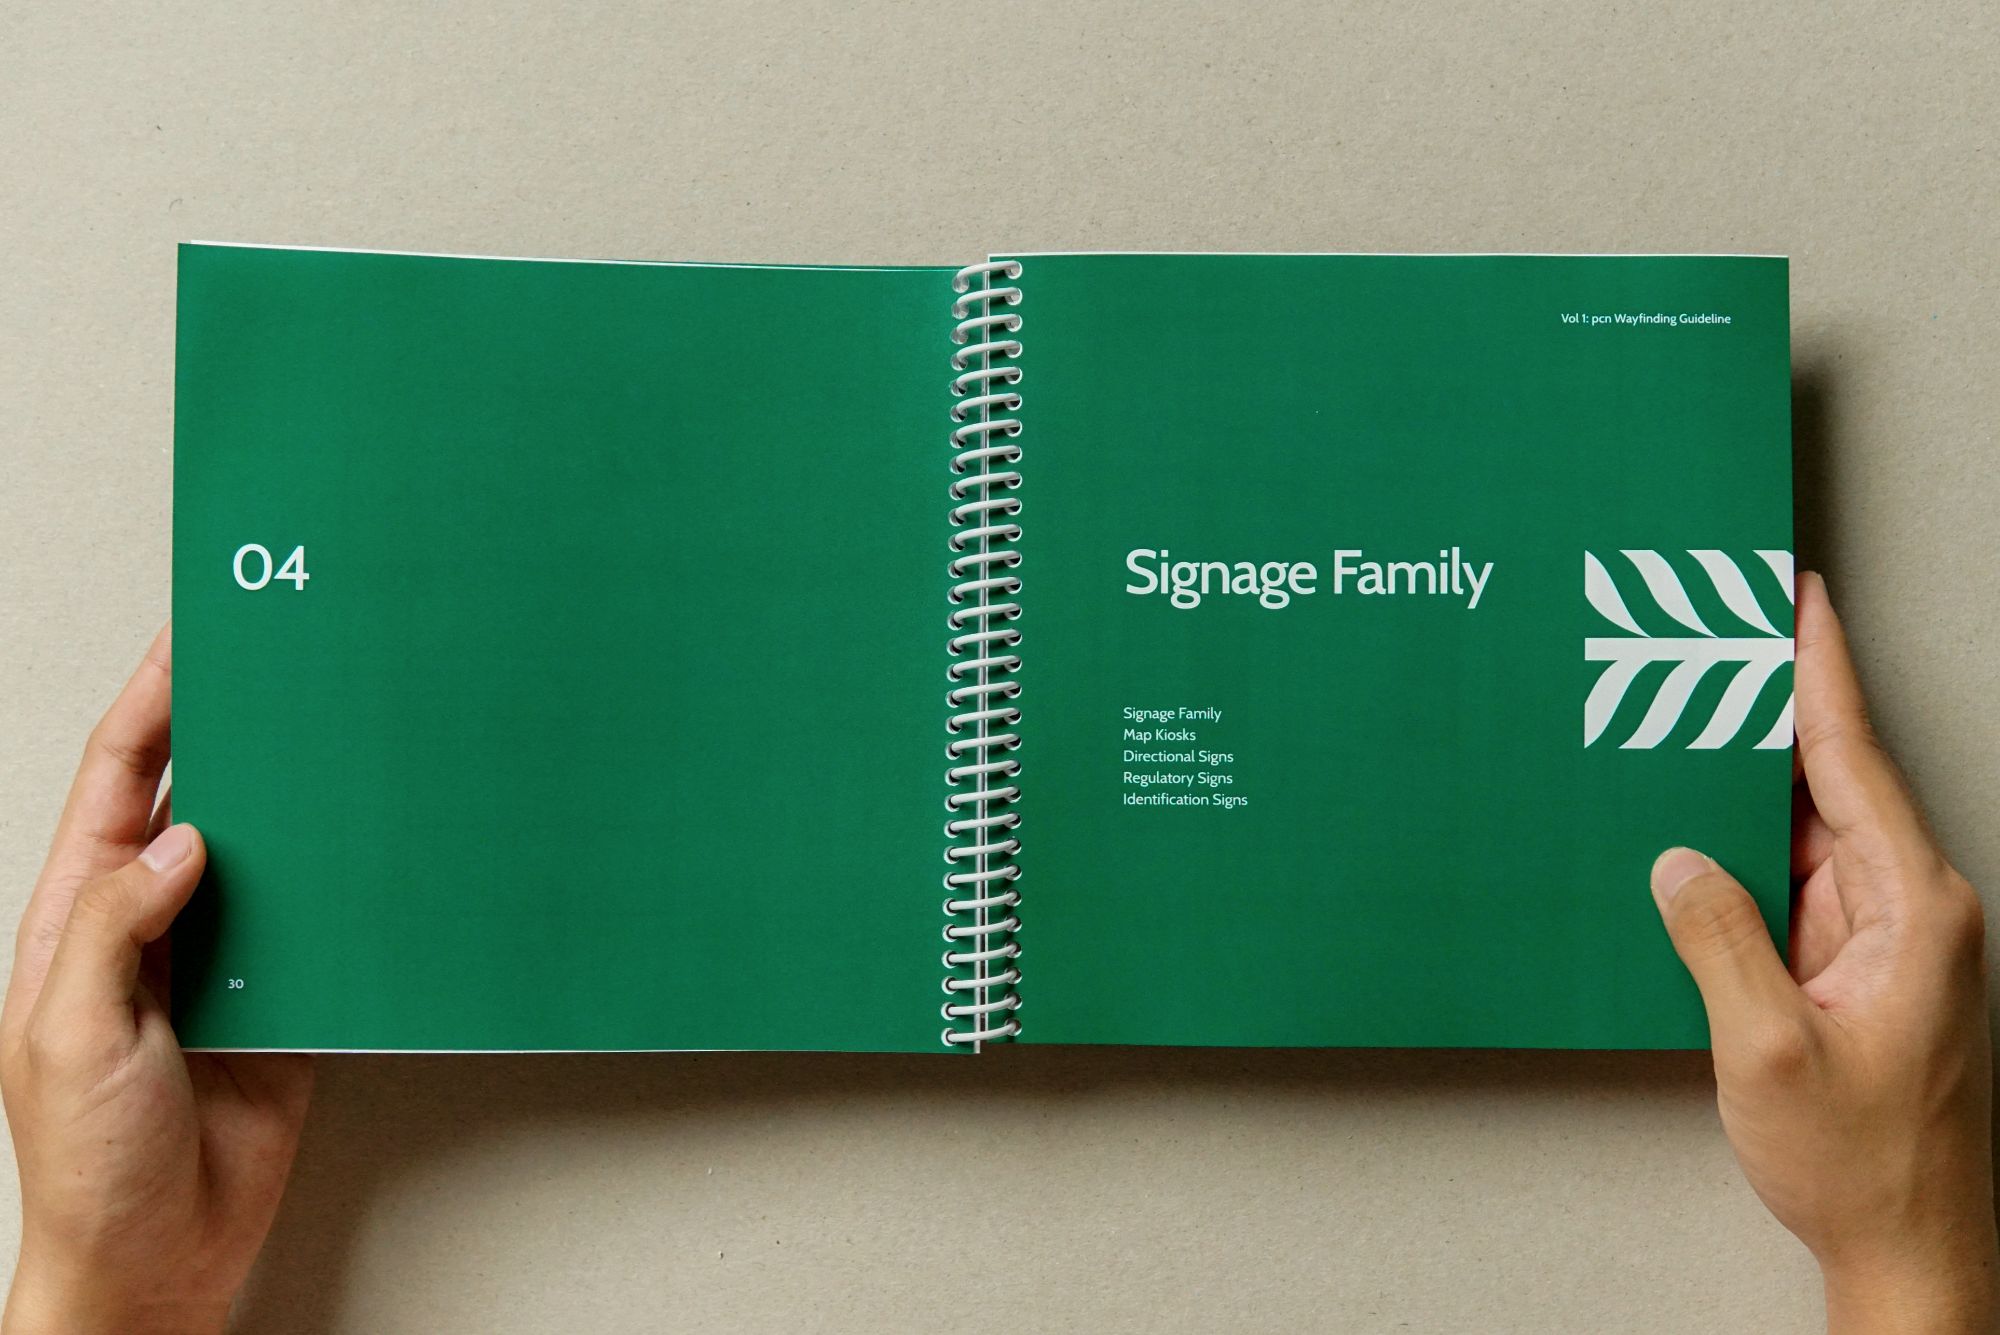 04
30
Vol 1: pcn Wayfinding Guideline
Signage Family
Signage Family
Map Kiosks
Directional Signs
Regulatory Signs
Identification Signs